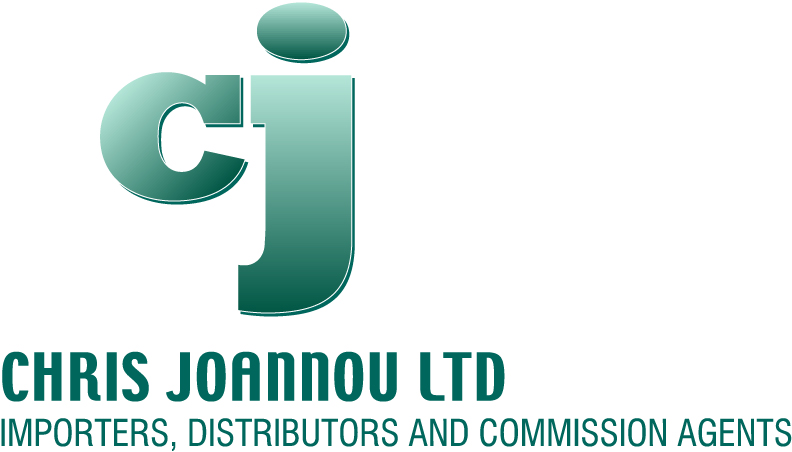 cj
CHRIS JOANNOU LTD
IMPORTERS, DISTRIBUTORS AND COMMISSION AGENTS